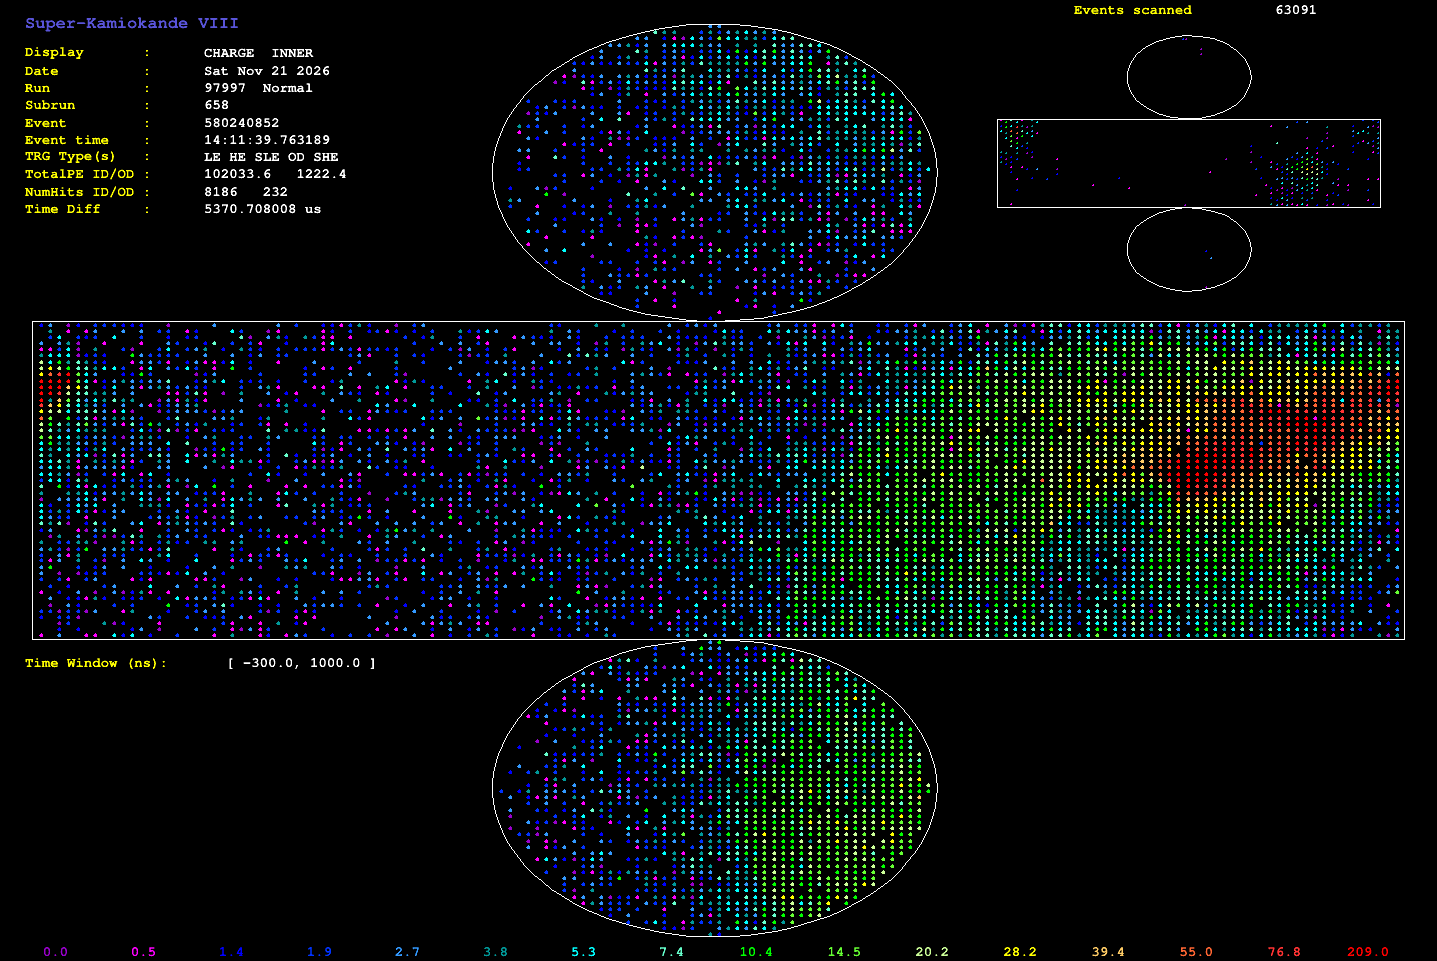 Super-Kamiokande VIII
Events scanned 63091
Display : CHARGE INNER
Date : Sat Nov 21 2026
Run : 97997 Normal
Subrun : 658
Event : 580240852
Event time : 14:11:39.763189
TRG Type(s) : LE HE SLE OD SHE
TotalPE ID/OD : 102033.6 1222.4
NumHits ID/OD : 8186 232
Time Diff : 5370.708008 us
Time Window (ns): [ −300.0, 1000.0 ]
0.0 0.5 1.4 1.9 2.7 3.8 5.3 7.4 10.4 14.5 20.2 28.2 39.4 55.0 76.8 209.0